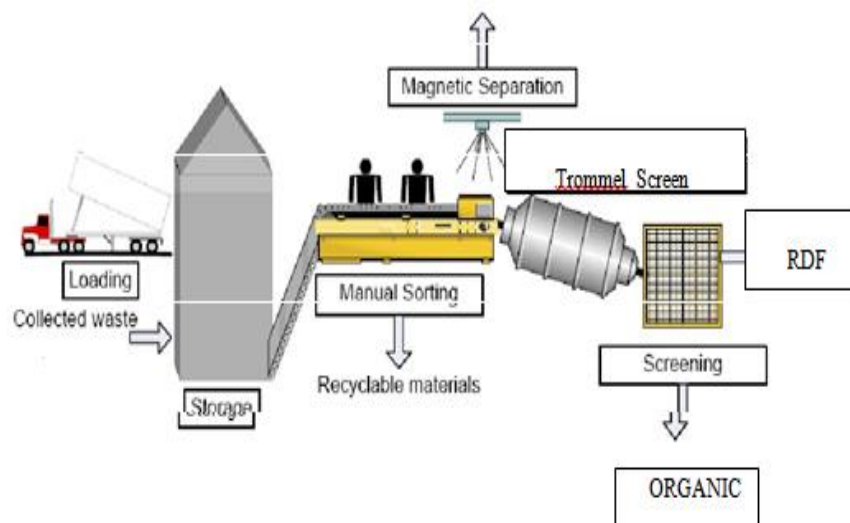 Magnetic Separation
Trommel Screen
Loading
Collected waste
Manual Sorting
RDF
Recyclable materials
Screening
Storage
ORGANIC